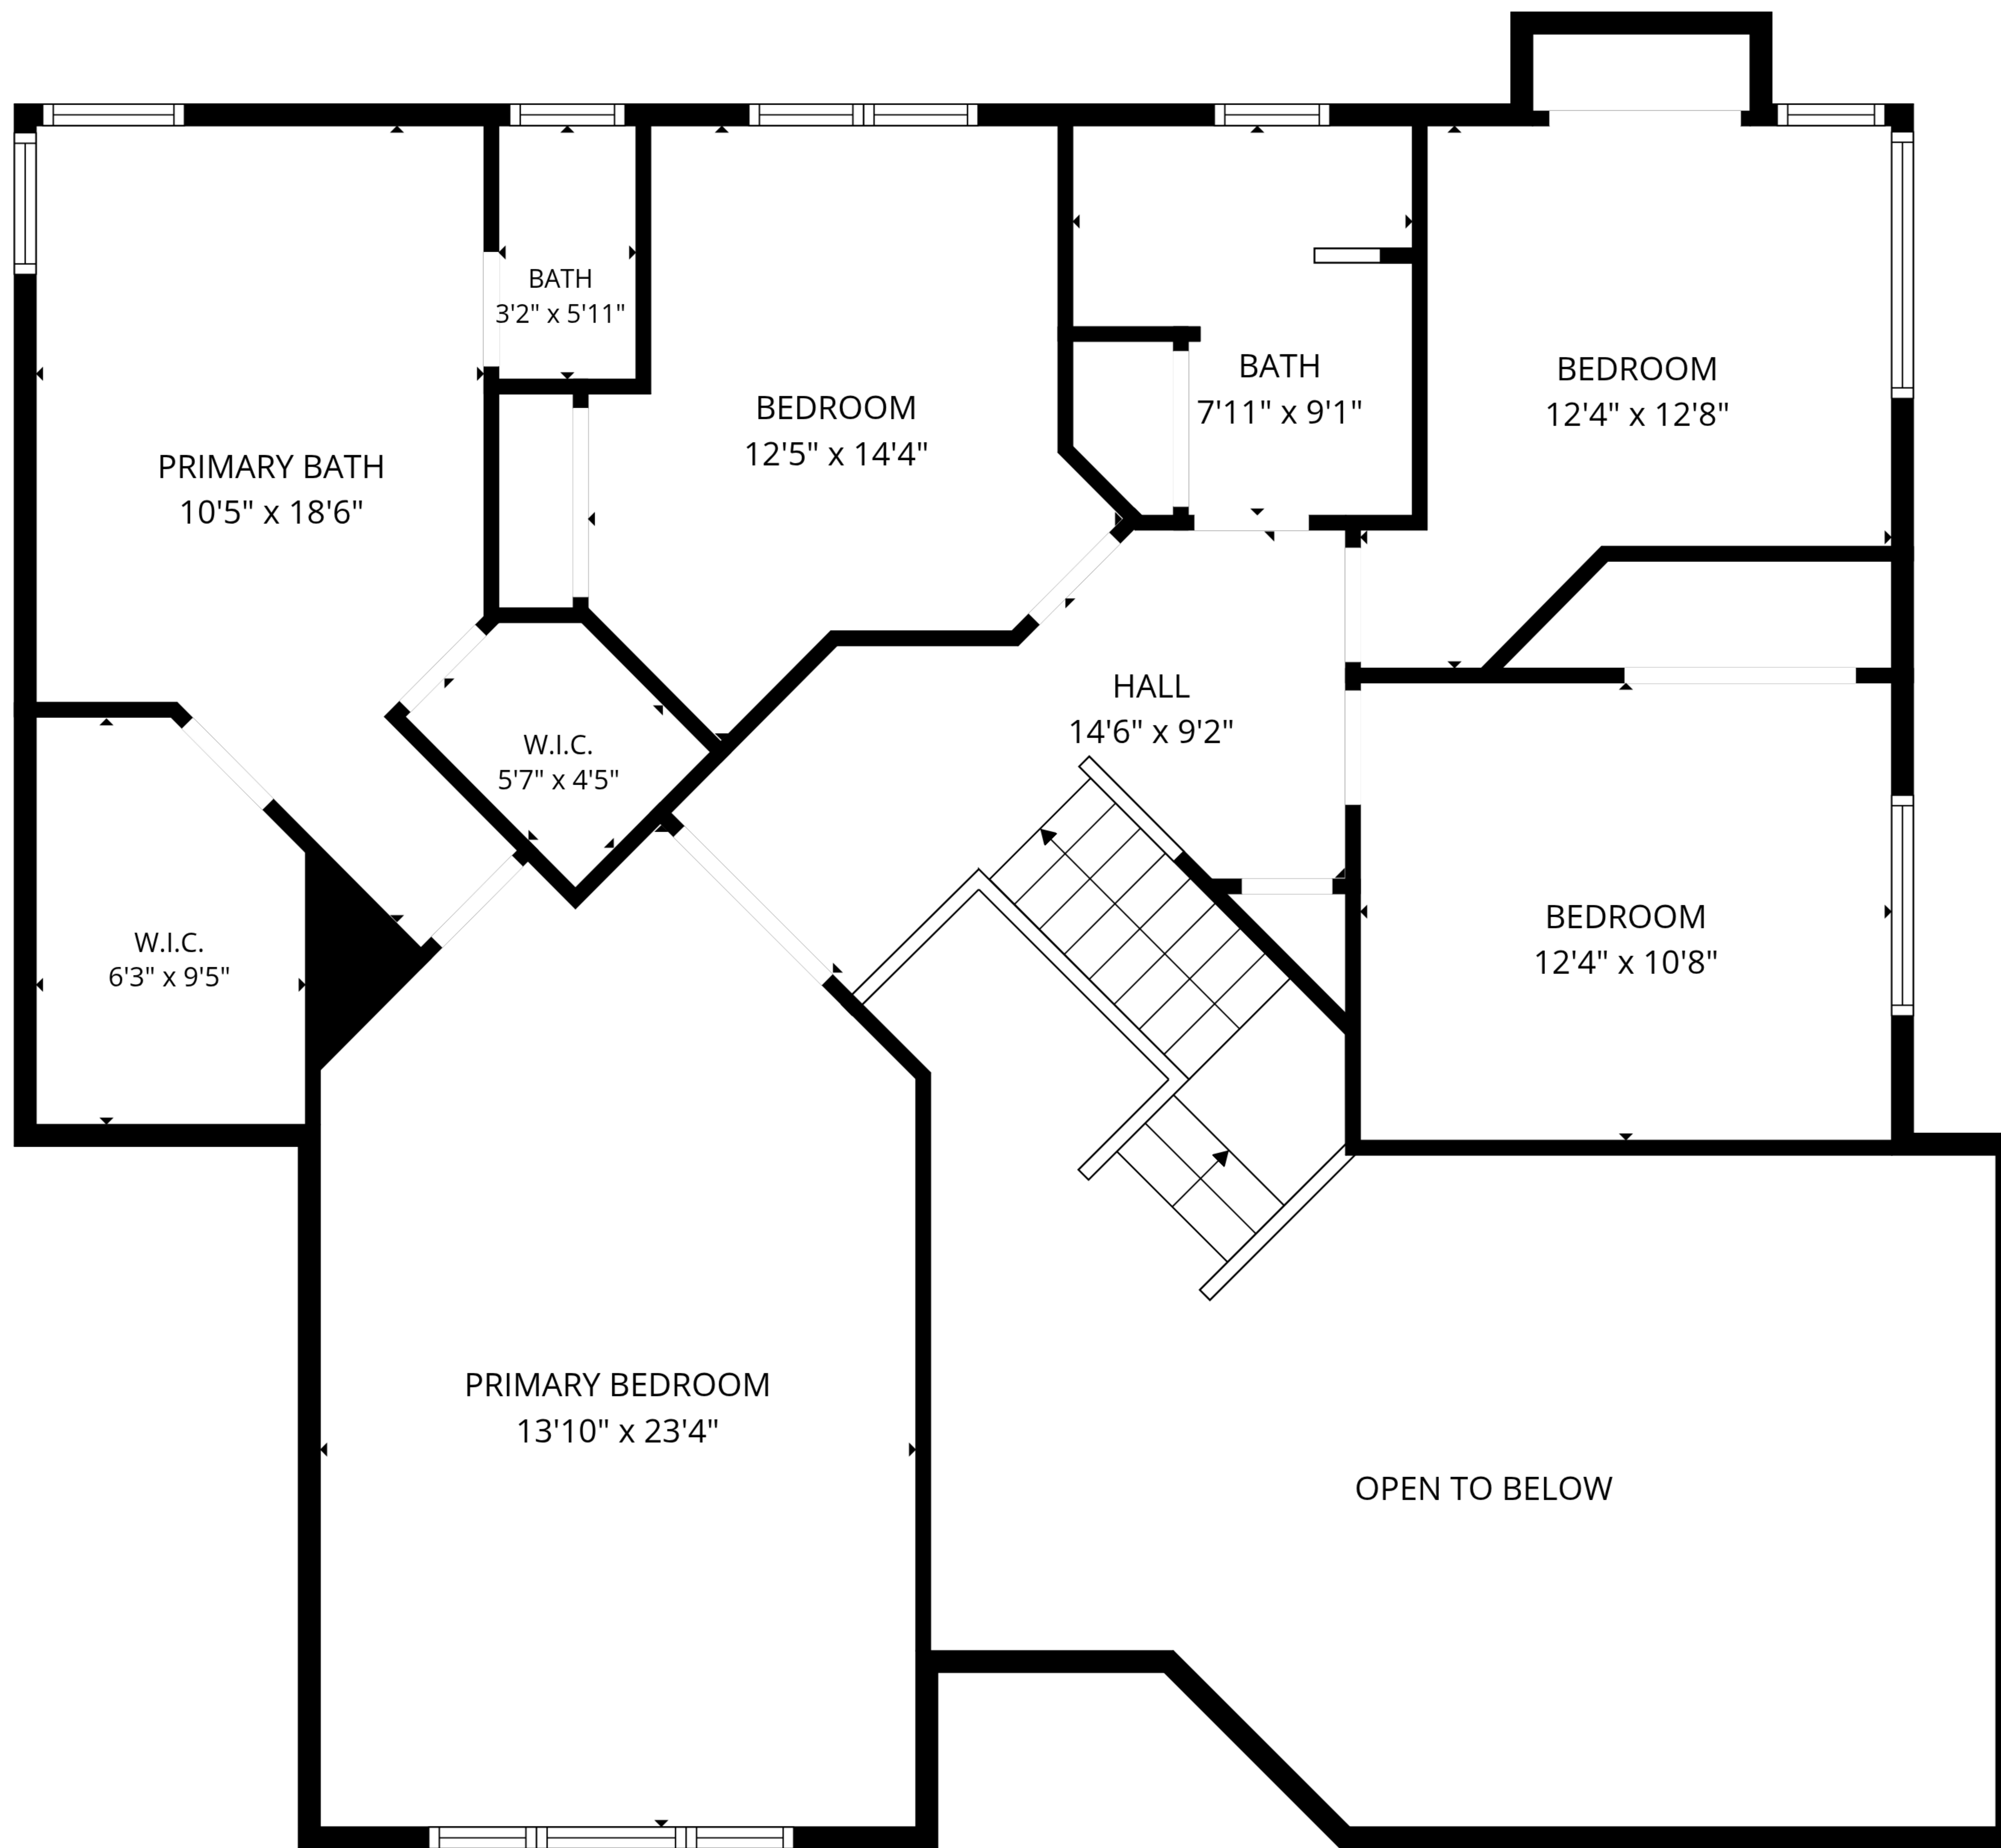 BATH
3'2" x 5'11"
BATH
7'11" x 9'1"
BEDROOM
12'4" x 12'8"
BEDROOM
12'5" x 14'4"
PRIMARY BATH
10'5" x 18'6"
HALL
14'6" x 9'2"
W.I.C.
5'7" x 4'5"
BEDROOM
12'4" x 10'8"
W.I.C.
6'3" x 9'5"
PRIMARY BEDROOM
13'10" x 23'4"
OPEN TO BELOW